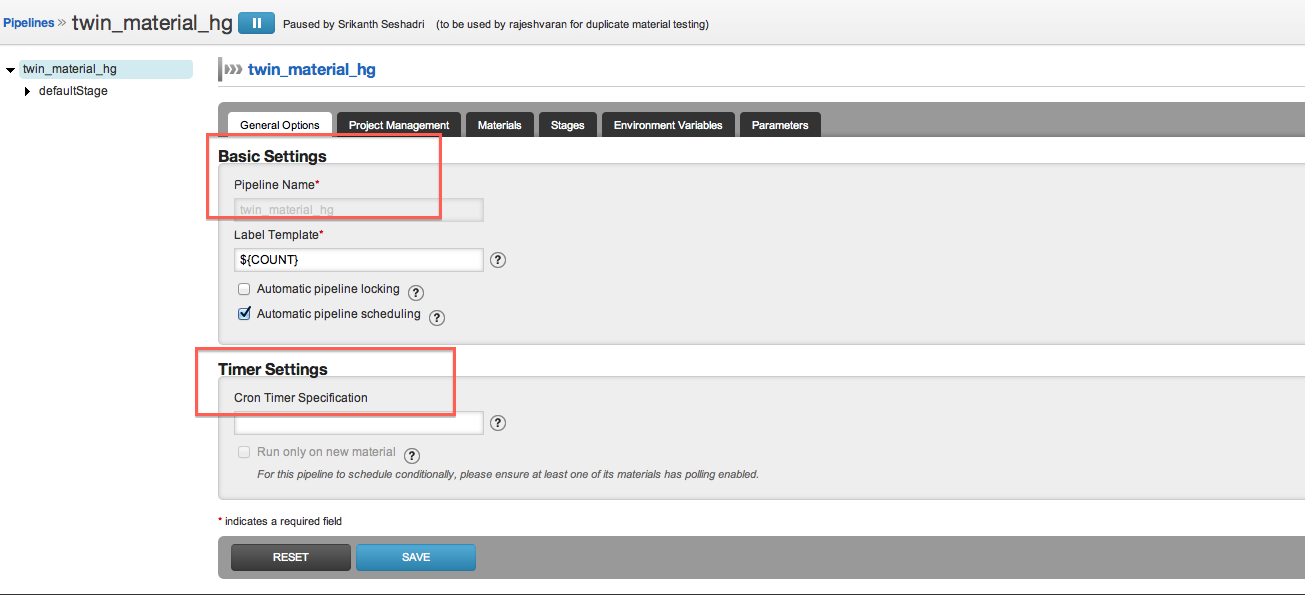 Pipelines » twin_material_hg Paused by Srikanth Seshadri (to be used by rajeshvaran for duplicate material testing)
twin_material_hg
defaultStage
twin_material_hg
General Options Project Management Materials Stages Environment Variables Parameters
Basic Settings
Pipeline Name*
twin_material_hg
Label Template*
${COUNT} ?
Automatic pipeline locking ?
Automatic pipeline scheduling ?
Timer Settings
Cron Timer Specification
?
Run only on new material ?
For this pipeline to schedule conditionally, please ensure at least one of its materials has polling enabled.
* indicates a required field
RESET SAVE